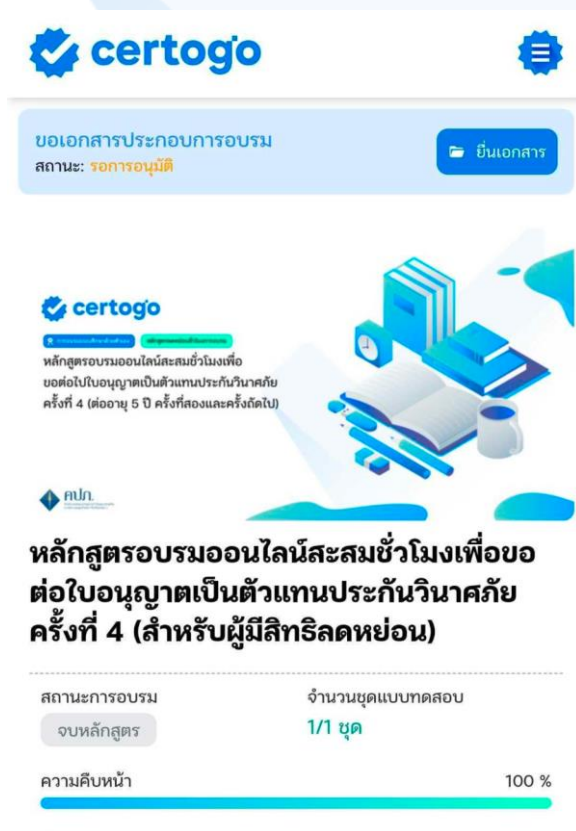 certogo
ขอเอกสารประกอบการอบรม
สถานะ: รอการอนุมัติ
ยื่นเอกสาร
certogo
หลักสูตรอบรมออนไลน์สะสมชั่วโมงเพื่อ
ขอต่อไปใบอนุญาตเป็นตัวแทนประกันวินาศภัย
ครั้งที่ 4 (ต่ออายุ 5 ปี ครั้งที่สองและครั้งถัดไป)
คปภ.
หลักสูตรอบรมออนไลน์สะสมชั่วโมงเพื่อขอ
ต่อใบอนุญาตเป็นตัวแทนประกันวินาศภัย
ครั้งที่ 4 (สำหรับผู้มีสิทธิลดหย่อน)
สถานะการอบรม
จำนวนชุดแบบทดสอบ
จบหลักสูตร
1/1 ชุด
ความคืบหน้า
100 %